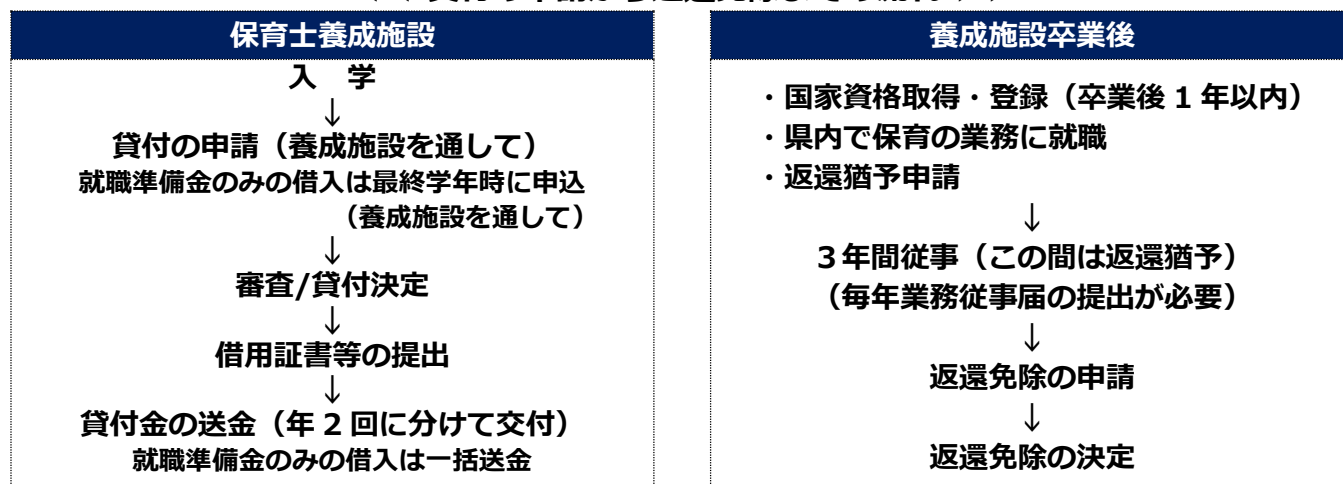 保育士養成施設
入　学
↓
貸付の申請（養成施設を通して）
就職準備金のみの借入は最終学年時に申込
（養成施設を通して）
↓
審査/貸付決定
↓
借用証書等の提出
↓
貸付金の送金（年 2 回に分けて交付）
就職準備金のみの借入は一括送金
養成施設卒業後
・国家資格取得・登録（卒業後 1 年以内）
・県内で保育の業務に就職
・返還猶予申請
↓
３年間従事（この間は返還猶予）
（毎年業務従事届の提出が必要）
↓
返還免除の申請
↓
返還免除の決定